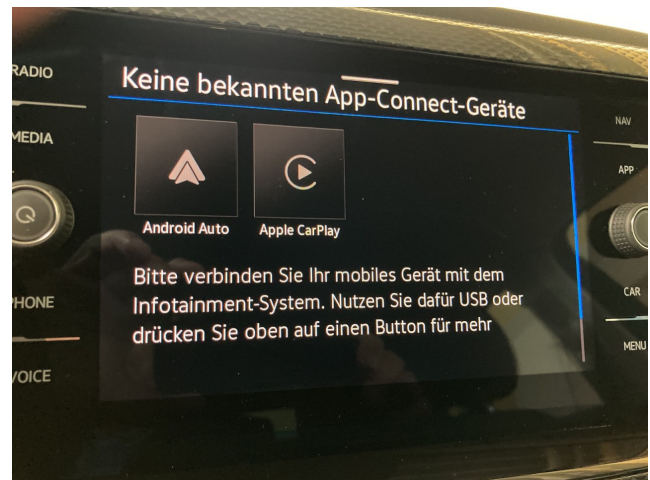 RADIO
MEDIA
PHONE
VOICE
Keine bekannten App-Connect-Geräte
Android Auto
Apple CarPlay
Bitte verbinden Sie Ihr mobiles Gerät mit dem
Infotainment-System. Nutzen Sie dafür USB oder
drücken Sie oben auf einen Button für mehr
NAV
APP
CAR
MENU